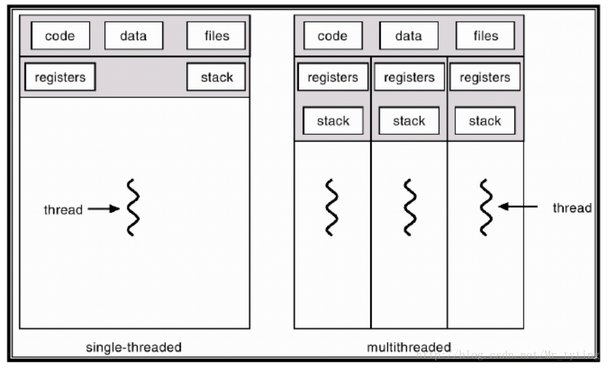 code data files code data files
registers stack registers registers registers
stack stack stack
thread thread
single-threaded multithreaded